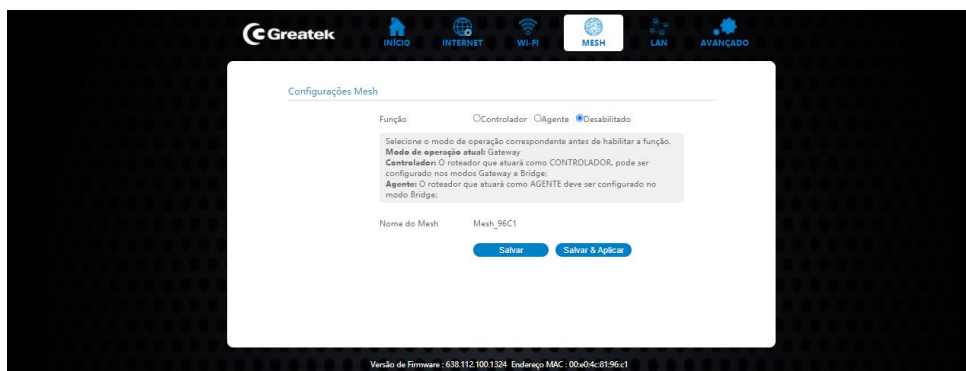 Greatek
INÍCIO INTERNET WI-FI MESH LAN AVANÇADO
Configurações Mesh
Função Controlador Agente Desabilitado
Selecione o modo de operação correspondente antes de habilitar a função.
Modo de operação atual: Gateway
Controlador: O roteador que atuará como CONTROLADOR, pode ser
configurado nos modos Gateway e Bridge;
Agente: O roteador que atuará como AGENTE deve ser configurado no
modo Bridge;
Nome do Mesh Mesh_96C1
Salvar Salvar & Aplicar
Versão de Firmware : 638.112.100.1324 Endereço MAC : 00:e0:4c:81:96:c1